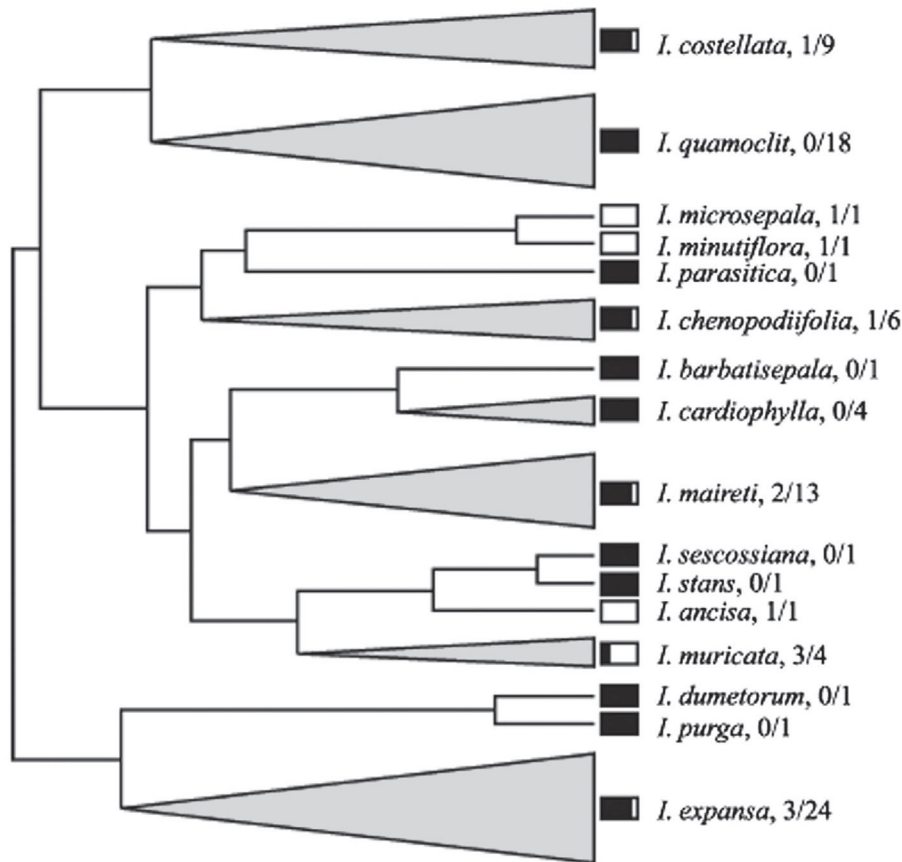 I. costellata, 1/9
I. quamoclit, 0/18
I. microsepala, 1/1
I. minutiflora, 1/1
I. parasitica, 0/1
I. chenopodiifolia, 1/6
I. barbatisepala, 0/1
I. cardiophylla, 0/4
I. maireti, 2/13
I. sescossiana, 0/1
I. stans, 0/1
I. ancisa, 1/1
I. muricata, 3/4
I. dumetorum, 0/1
I. purga, 0/1
I. expansa, 3/24